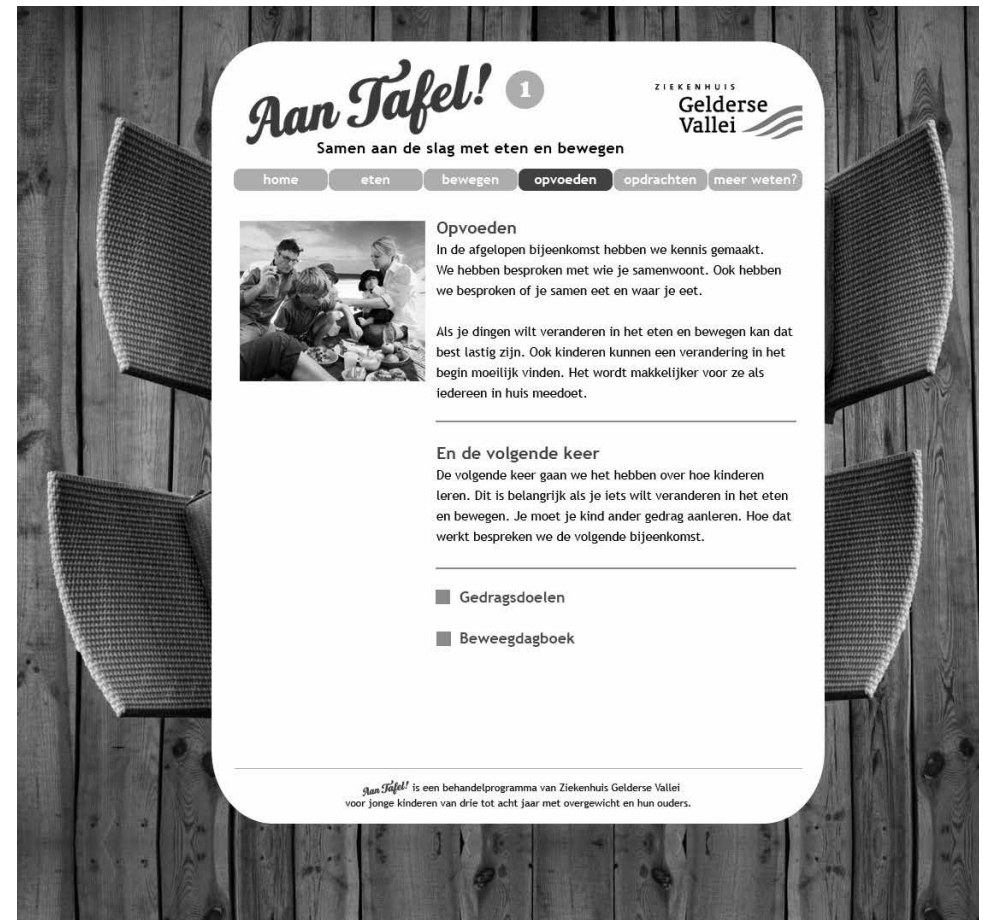 Aan Tafel! 1
ZIEKENHUIS
Gelderse
Vallei
Samen aan de slag met eten en bewegen
home eten bewegen opvoeden opdrachten meer weten?
Opvoeden
In de afgelopen bijeenkomst hebben we kennis gemaakt.
We hebben besproken met wie je samenwoont. Ook hebben
we besproken of je samen eet en waar je eet.
Als je dingen wilt veranderen in het eten en bewegen kan dat
best lastig zijn. Ook kinderen kunnen een verandering in het
begin moeilijk vinden. Het wordt makkelijker voor ze als
iedereen in huis meedoet.
En de volgende keer
De volgende keer gaan we het hebben over hoe kinderen
leren. Dit is belangrijk als je iets wilt veranderen in het eten
en bewegen. Je moet je kind ander gedrag aanleren. Hoe dat
werkt bespreken we de volgende bijeenkomst.
Gedragsdoelen
Beweegdagboek
Aan Tafel! is een behandelprogramma van Ziekenhuis Gelderse Vallei
voor jonge kinderen van drie tot acht jaar met overgewicht en hun ouders.